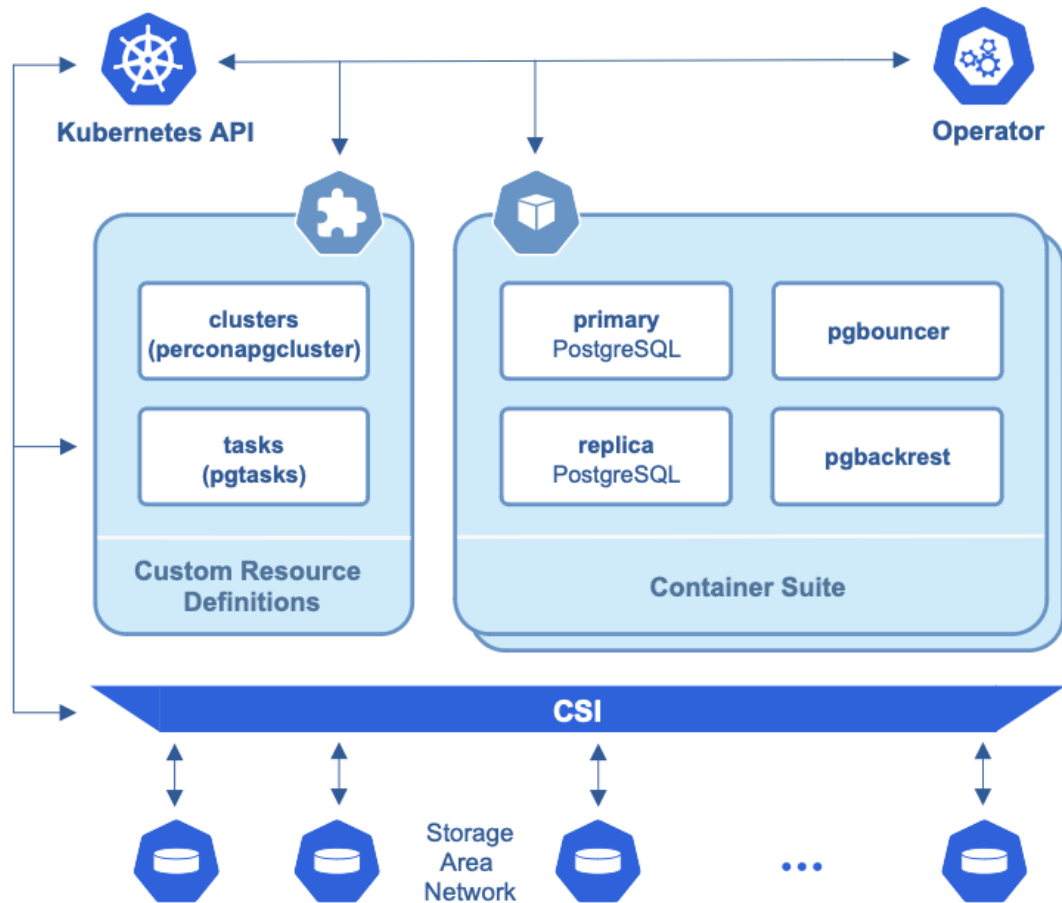 Kubernetes API
Operator
clusters
(perconapgcluster)
tasks
(pgtasks)
Custom Resource
Definitions
primary
PostgreSQL
pgbouncer
replica
PostgreSQL
pgbackrest
Container Suite
CSI
Storage
Area
Network
...